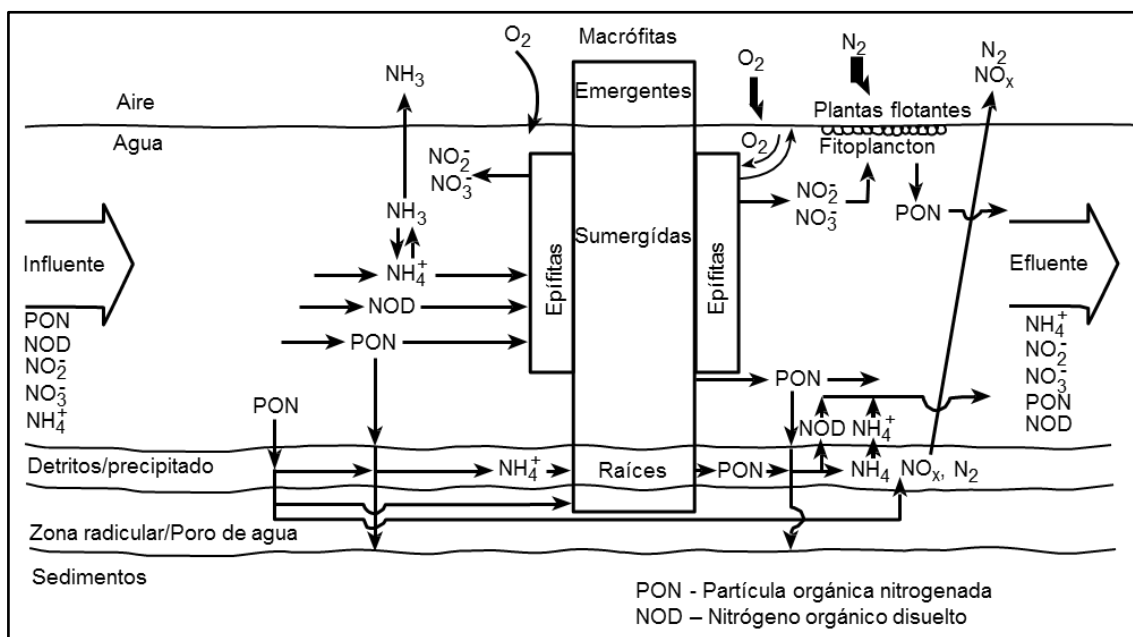 Macrófitas
O₂
NH₃
Emergentes
O₂
N₂
N₂
NOₓ
Aire
Agua
Plantas flotantes
Fitoplancton
O₂
NO₂⁻
NO₃⁻
NH₃
NO₂⁻
NO₃⁻
PON
Influente
NH₄⁺
Epífitas
Sumergídas
Epífitas
Efluente
NOD
PON
PON
NOD
NO₂⁻
NO₃⁻
NH₄⁺
NH₄⁺
NO₂⁻
NO₃⁻
PON
NOD
PON
PON
NOD
NH₄⁺
Detritos/precipitado
NH₄⁺
Raíces
PON
NH₄
NOₓ, N₂
Zona radicular/Poro de agua
Sedimentos
PON - Partícula orgánica nitrogenada
NOD – Nitrógeno orgánico disuelto